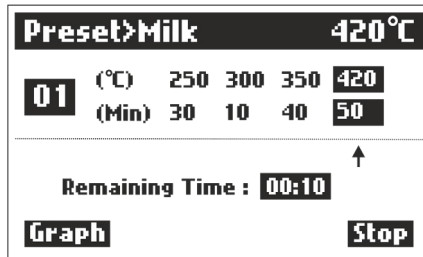 Preset>Milk 420℃
01 (℃) 250 300 350 420
(Min) 30 10 40 50
Remaining Time : 00:10
Graph Stop